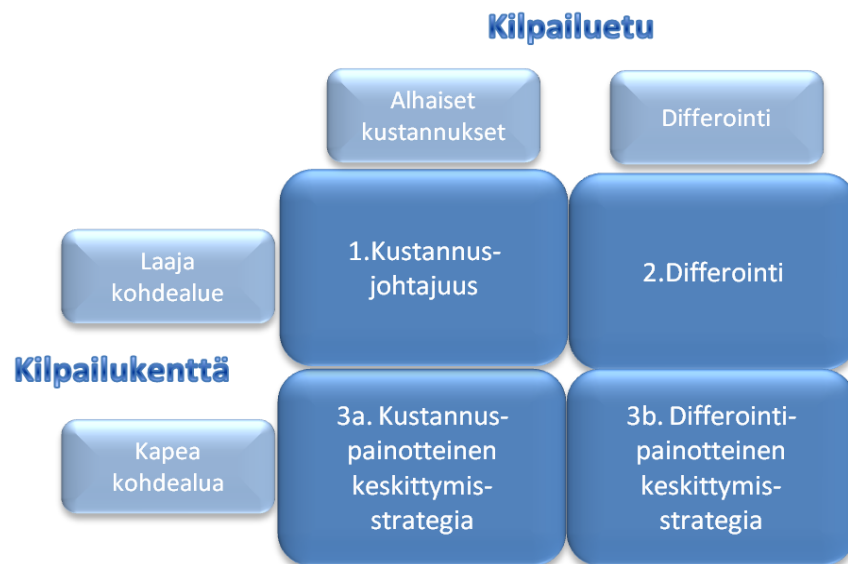 Kilpailuetu
Alhaiset
kustannukset
Differointi
Laaja
kohdealue
1.Kustannus-
johtajuus
2.Differointi
Kilpailukenttä
Kapea
kohdealua
3a. Kustannus-
painotteinen
keskittymis-
strategia
3b. Differointi-
painotteinen
keskittymis-
strategia